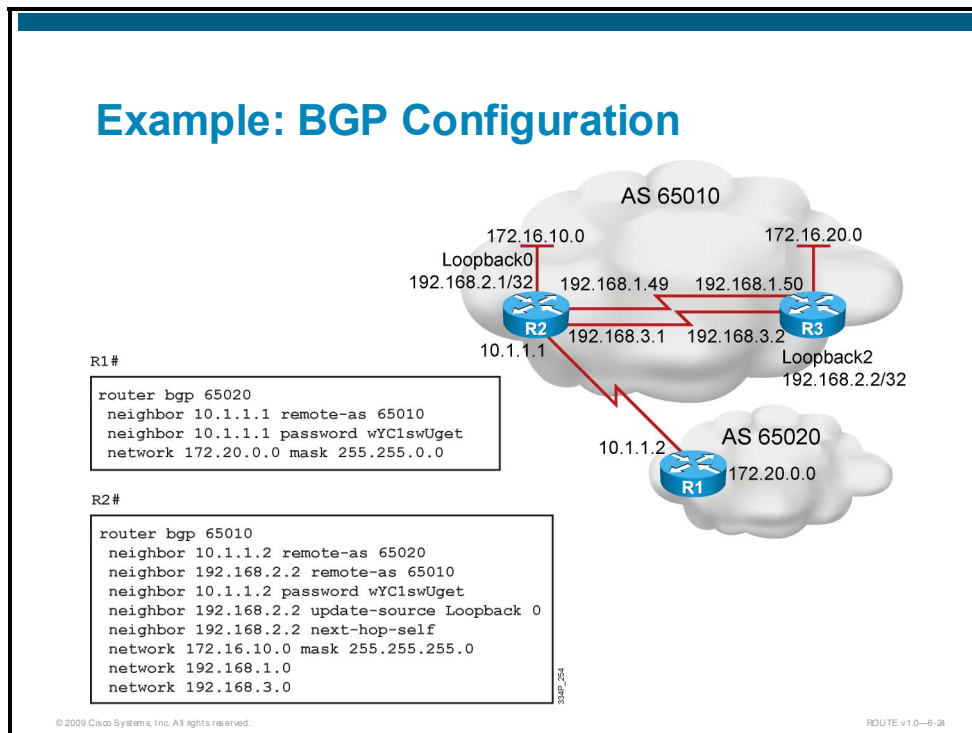 Example: BGP Configuration
AS 65010
172.16.10.0
172.16.20.0
Loopback0
192.168.2.1/32
192.168.1.49
192.168.1.50
R2
R3
192.168.3.1
192.168.3.2
10.1.1.1
Loopback2
192.168.2.2/32
10.1.1.2
AS 65020
172.20.0.0
R1
R1#
router bgp 65020
neighbor 10.1.1.1 remote-as 65010
neighbor 10.1.1.1 password wYC1swUget
network 172.20.0.0 mask 255.255.0.0
R2#
router bgp 65010
neighbor 10.1.1.2 remote-as 65020
neighbor 192.168.2.2 remote-as 65010
neighbor 10.1.1.2 password wYC1swUget
neighbor 192.168.2.2 update-source Loopback 0
neighbor 192.168.2.2 next-hop-self
network 172.16.10.0 mask 255.255.255.0
network 192.168.1.0
network 192.168.3.0
334P_254
© 2009 Cisco Systems, Inc. All rights reserved.
ROUTE v1.0—6-24